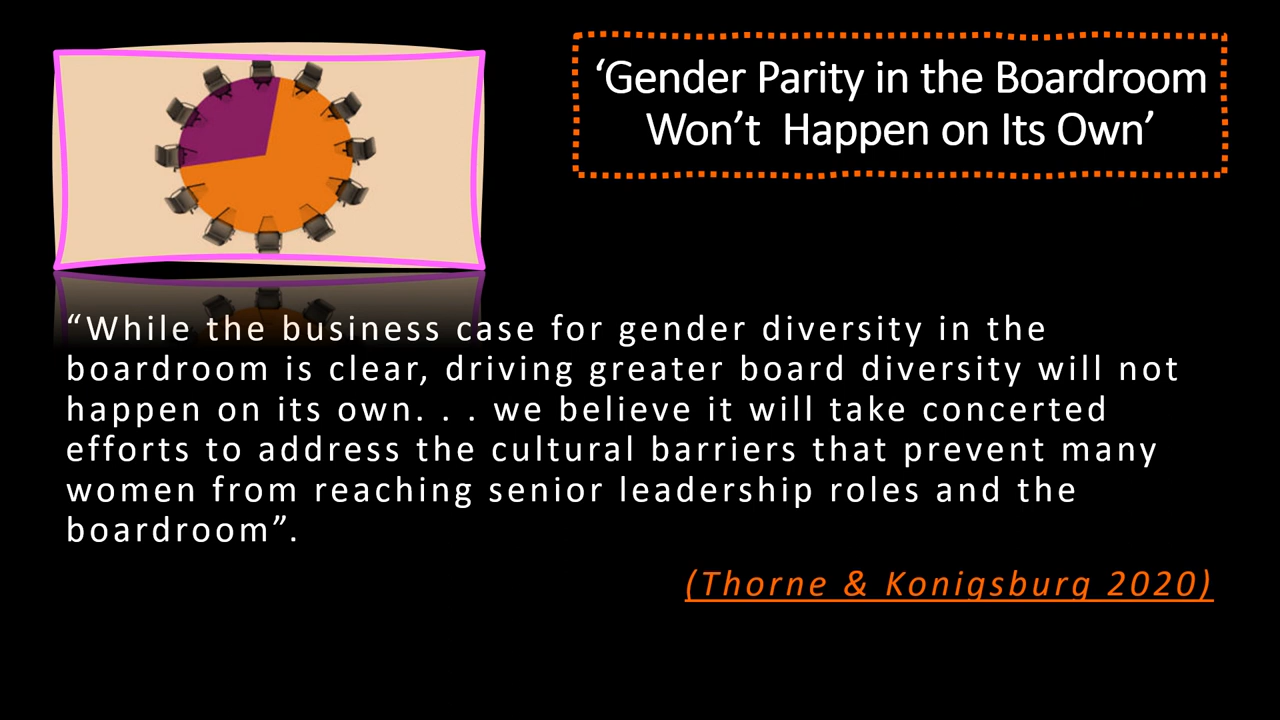 ‘Gender Parity in the Boardroom
Won’t  Happen on Its Own’
“While the business case for gender diversity in the
boardroom is clear, driving greater board diversity will not
happen on its own. . . we believe it will take concerted
efforts to address the cultural barriers that prevent many
women from reaching senior leadership roles and the
boardroom”.
(Thorne & Konigsburg 2020)